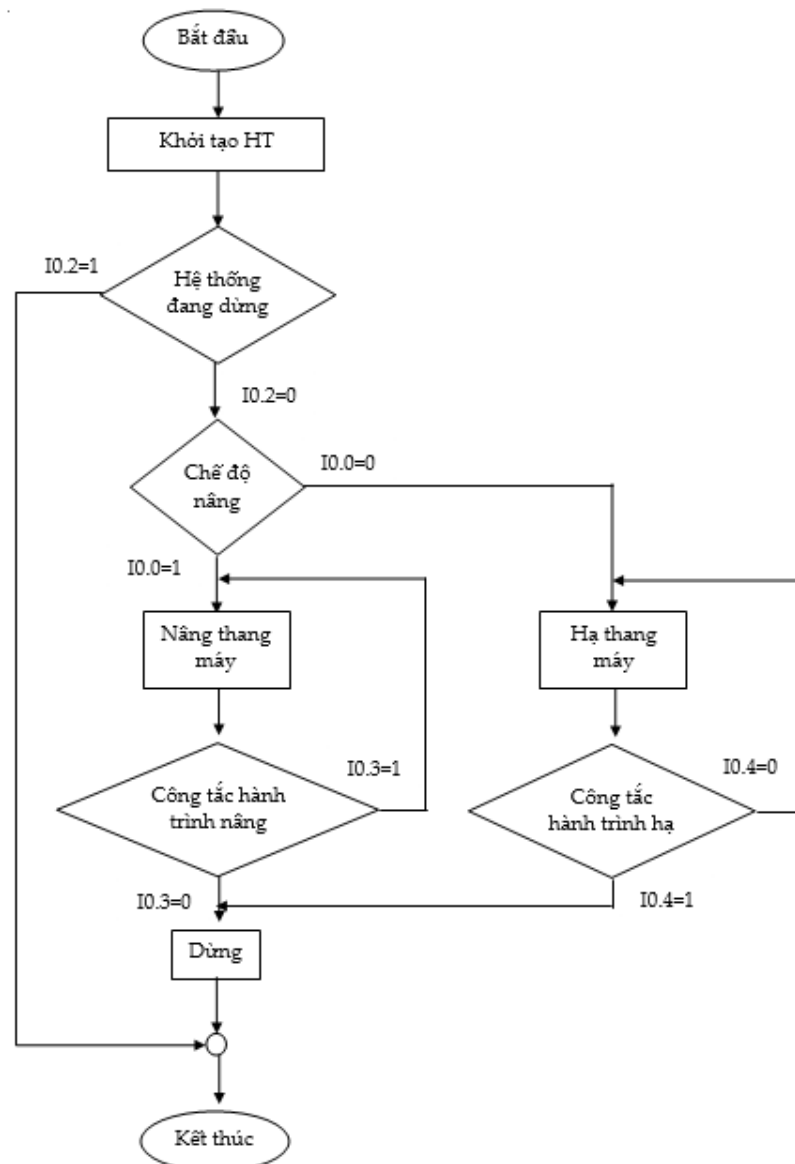 Bắt đầu
Khởi tạo HT
I0.2=1
Hệ thống
đang dừng
I0.2=0
Chế độ
nâng
I0.0=0
I0.0=1
Nâng thang
máy
Hạ thang
máy
I0.3=1
I0.4=0
Công tắc hành
trình nâng
Công tắc
hành trình hạ
I0.3=0
I0.4=1
Dừng
Kết thúc